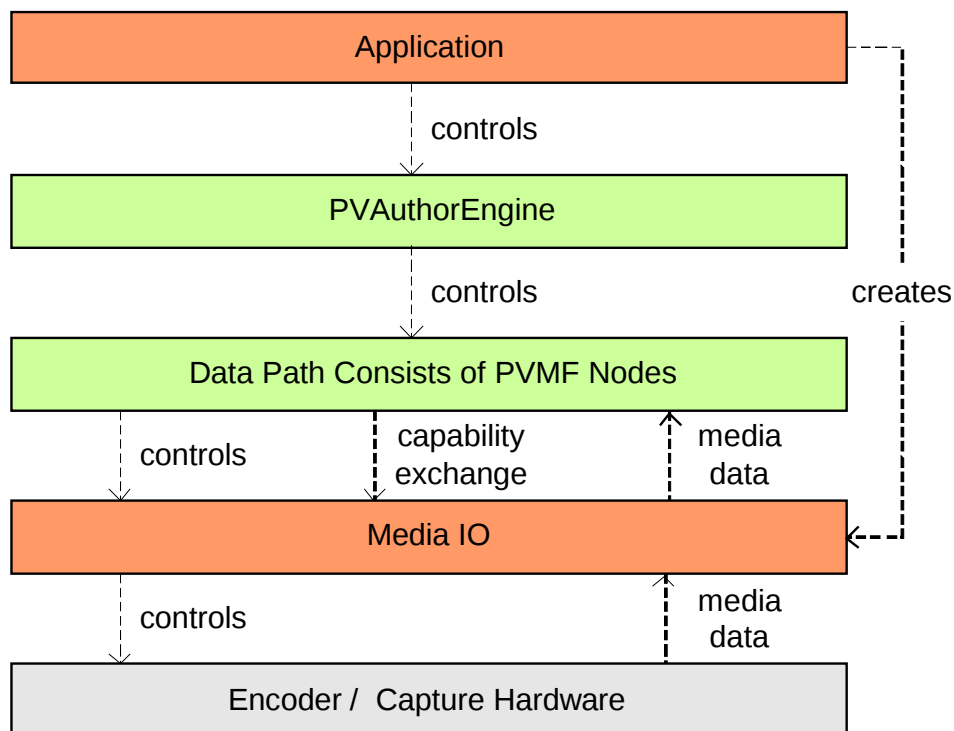 Application
controls
PVAuthorEngine
controls
creates
Data Path Consists of PVMF Nodes
controls
capability
exchange
media
data
Media IO
controls
media
data
Encoder /  Capture Hardware